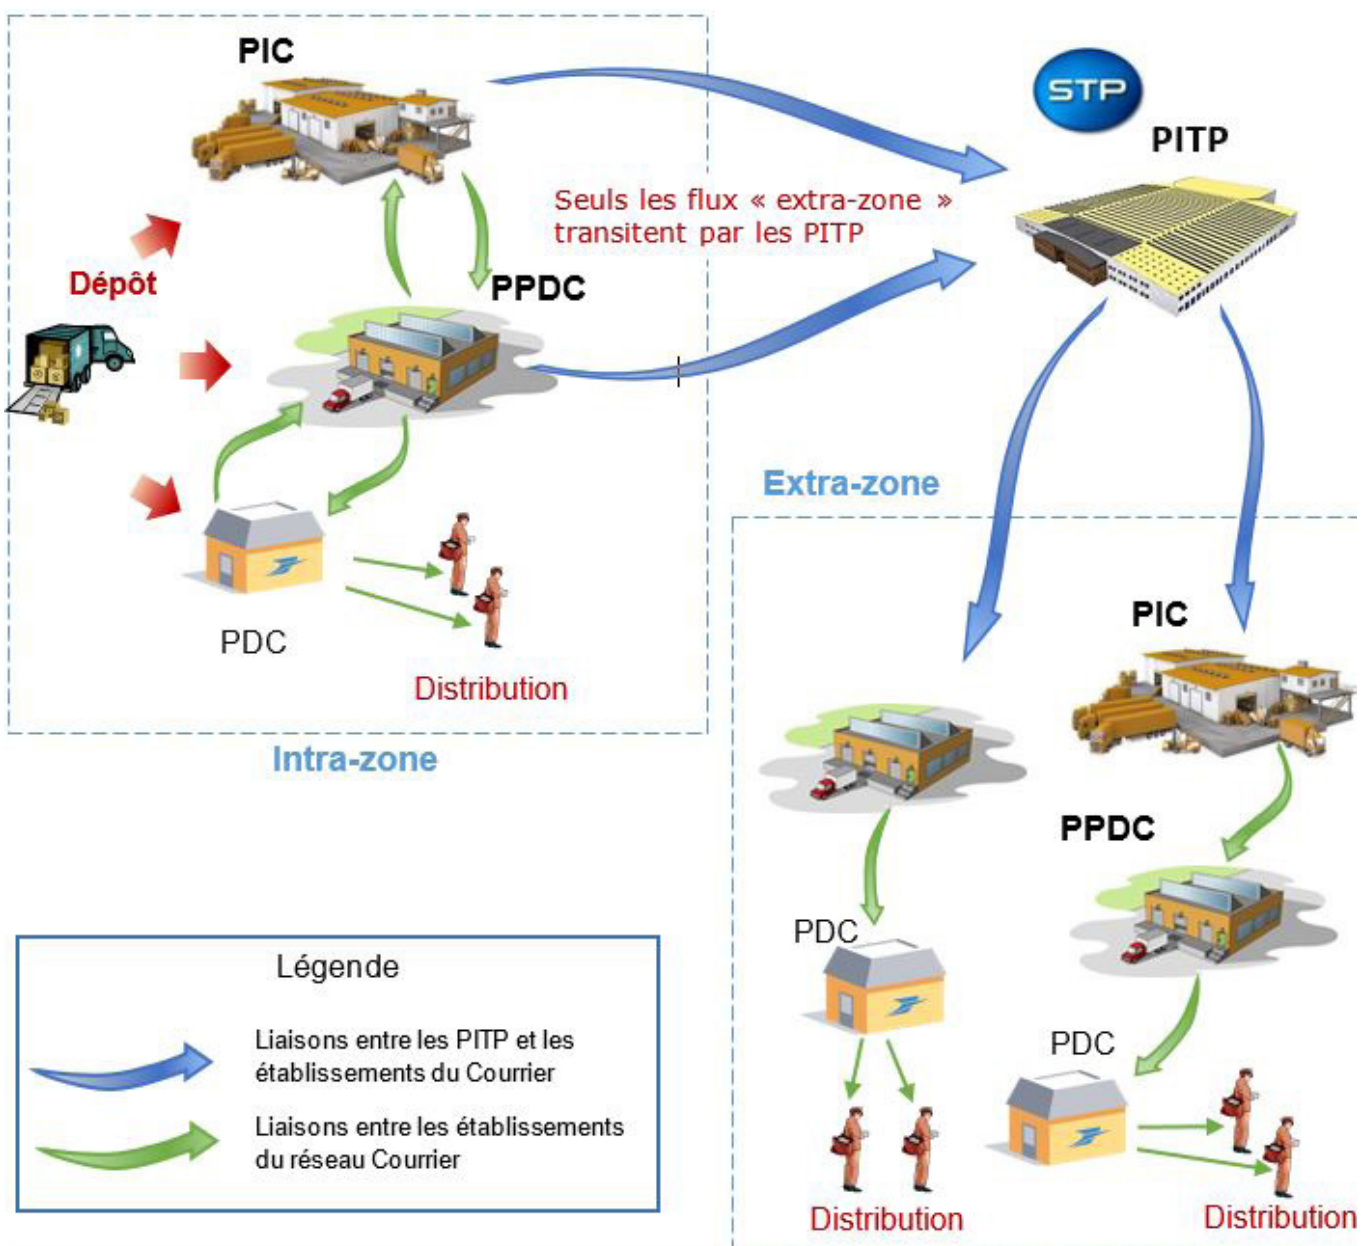 PIC
STP
PITP
Seuls les flux « extra-zone »
transitent par les PITP
Dépôt
PPDC
PDC
Distribution
Intra-zone
Extra-zone
PIC
PPDC
PDC
PDC
Distribution
Distribution
Légende
Liaisons entre les PITP et les
établissements du Courrier
Liaisons entre les établissements
du réseau Courrier